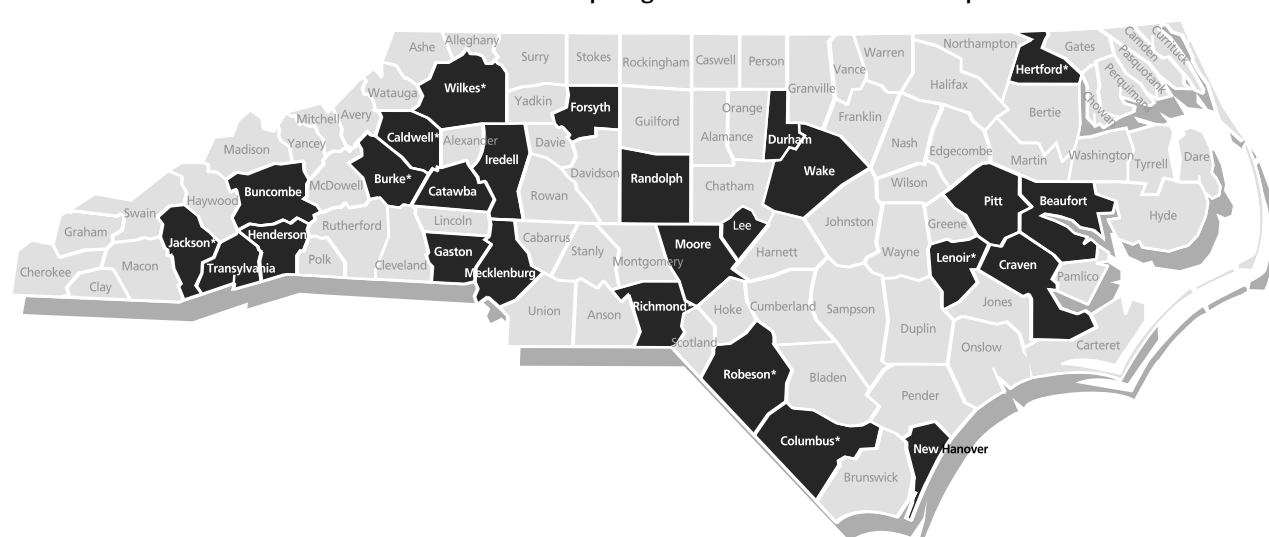 Ashe
Alleghany
Surry
Stokes
Rockingham
Caswell
Person
Granville
Vance
Warren
Northampton
Hertford*
Gates
Camden
Currituck
Pasquotank
Perquimans
Chowan
Watauga
Wilkes*
Yadkin
Forsyth
Guilford
Orange
Alamance
Durham
Franklin
Halifax
Bertie
Mitchell
Avery
Caldwell*
Alexander
Iredell
Davie
Davidson
Randolph
Chatham
Wake
Nash
Edgecombe
Martin
Washington
Tyrrell
Dare
Madison
Yancey
Buncombe
McDowell
Burke*
Catawba
Rowan
Wilson
Pitt
Beaufort
Hyde
Swain
Haywood
Graham
Jackson*
Henderson
Rutherford
Lincoln
Cabarrus
Stanly
Montgomery
Moore
Lee
Harnett
Johnston
Greene
Wayne
Lenoir*
Craven
Pamlico
Cherokee
Macon
Clay
Transylvania
Polk
Cleveland
Gaston
Mecklenburg
Union
Anson
Richmond
Hoke
Scotland
Cumberland
Sampson
Duplin
Jones
Onslow
Carteret
Robeson*
Bladen
Pender
Columbus*
New Hanover
Brunswick